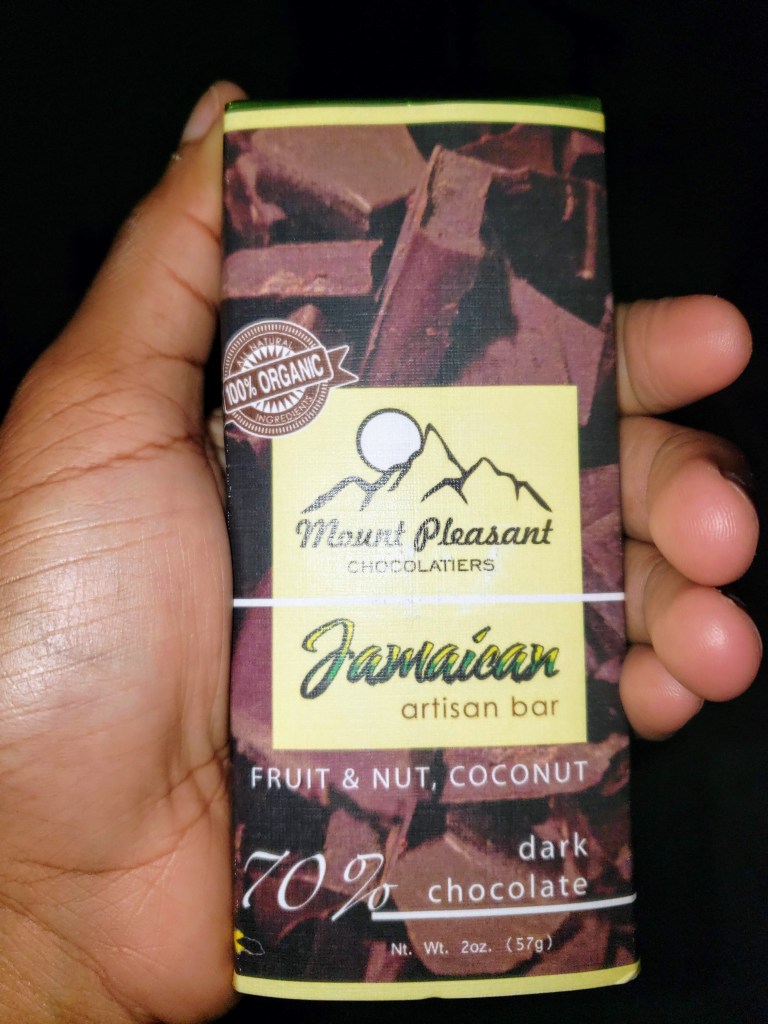 ALL NATURAL
100% ORGANIC
INGREDIENTS
Mount Pleasant
CHOCOLATIERS
Jamaican
artisan bar
FRUIT & NUT, COCONUT
70% dark
chocolate
Nt. Wt. 2oz. (57g)